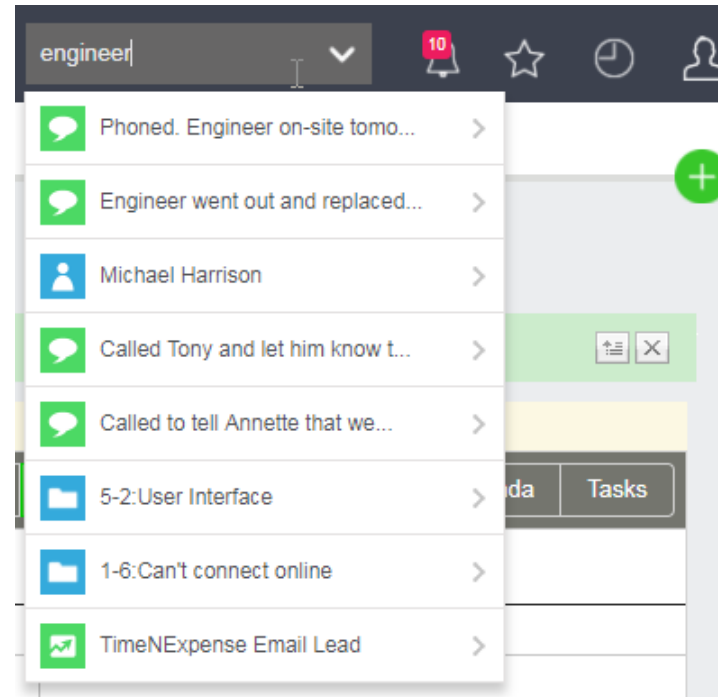 engineer
10
Phoned. Engineer on-site tomo...
Engineer went out and replaced...
Michael Harrison
Called Tony and let him know t...
Called to tell Annette that we...
5-2:User Interface
nda Tasks
1-6:Can't connect online
TimeNExpense Email Lead